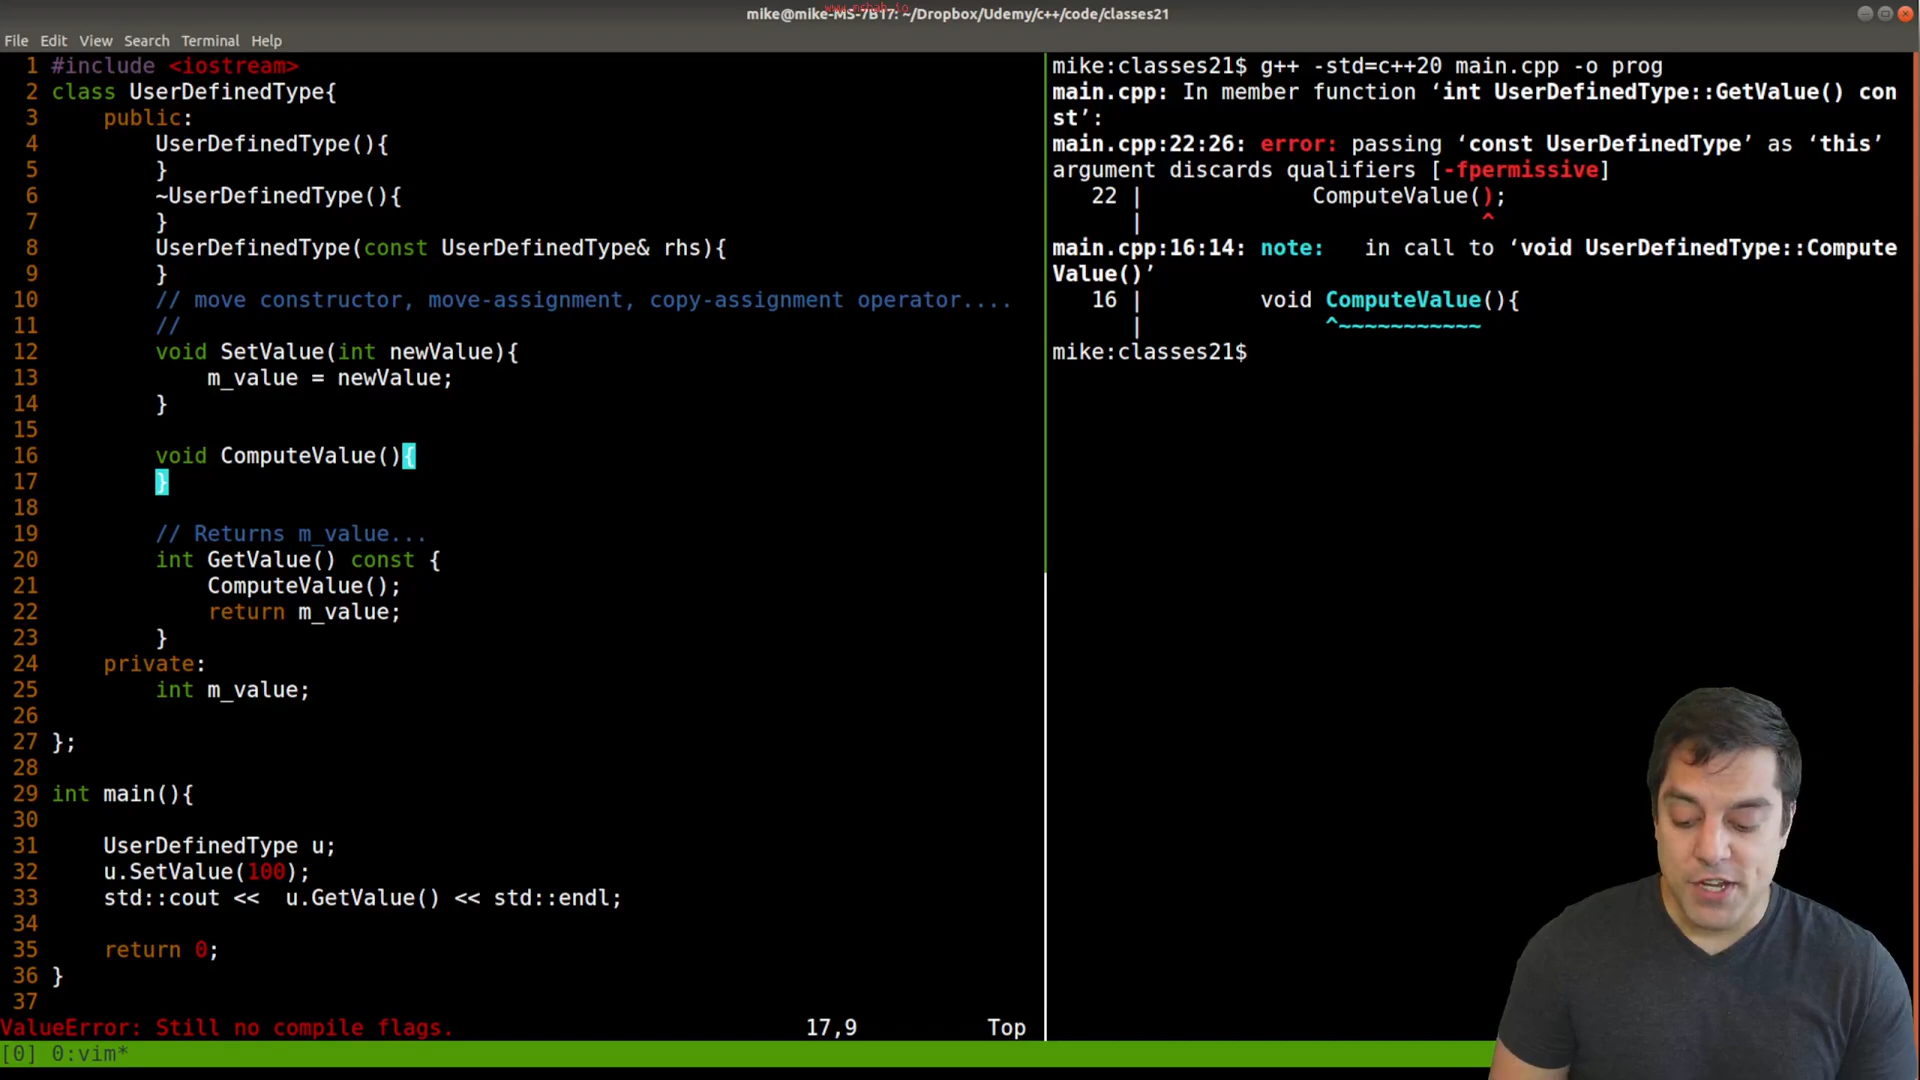 mike@mike-MS-7B17: ~/Dropbox/Udemy/c++/code/classes21
File Edit View Search Terminal Help
1 #include <iostream>
2 class UserDefinedType{
3     public:
4         UserDefinedType(){
5         }
6         ~UserDefinedType(){
7         }
8         UserDefinedType(const UserDefinedType& rhs){
9         }
10         // move constructor, move-assignment, copy-assignment operator....
11         //
12         void SetValue(int newValue){
13             m_value = newValue;
14         }
15
16         void ComputeValue(){
17         }
18
19         // Returns m_value...
20         int GetValue() const {
21             ComputeValue();
22             return m_value;
23         }
24     private:
25         int m_value;
26
27 };
28
29 int main(){
30
31     UserDefinedType u;
32     u.SetValue(100);
33     std::cout <<  u.GetValue() << std::endl;
34
35     return 0;
36 }
37
ValueError: Still no compile flags. 17,9 Top
[0] 0:vim*
mike:classes21$ g++ -std=c++20 main.cpp -o prog
main.cpp: In member function ‘int UserDefinedType::GetValue() con
st’:
main.cpp:22:26: error: passing ‘const UserDefinedType’ as ‘this’
argument discards qualifiers [-fpermissive]
22 |             ComputeValue();
|                          ^
main.cpp:16:14: note:   in call to ‘void UserDefinedType::Compute
Value()’
16 |         void ComputeValue(){
|              ^~~~~~~~~~~~
mike:classes21$